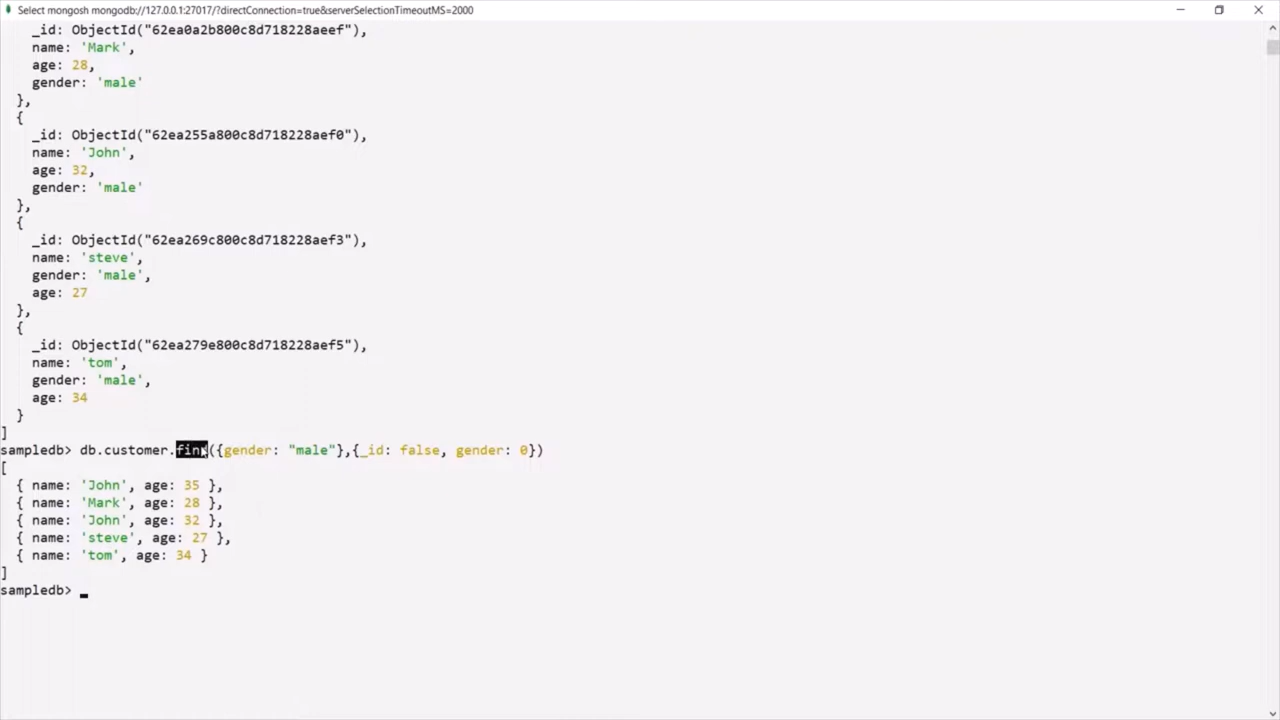 Select mongosh mongodb://127.0.0.1:27017/?directConnection=true&serverSelectionTimeoutMS=2000
_id: ObjectId("62ea0a2b800c8d718228aeef"),
name: 'Mark',
age: 28,
gender: 'male'
},
{
_id: ObjectId("62ea255a800c8d718228aef0"),
name: 'John',
age: 32,
gender: 'male'
},
{
_id: ObjectId("62ea269c800c8d718228aef3"),
name: 'steve',
gender: 'male',
age: 27
},
{
_id: ObjectId("62ea279e800c8d718228aef5"),
name: 'tom',
gender: 'male',
age: 34
}
]
sampledb> db.customer.find({gender: "male"},{_id: false, gender: 0})
[
{ name: 'John', age: 35 },
{ name: 'Mark', age: 28 },
{ name: 'John', age: 32 },
{ name: 'steve', age: 27 },
{ name: 'tom', age: 34 }
]
sampledb>